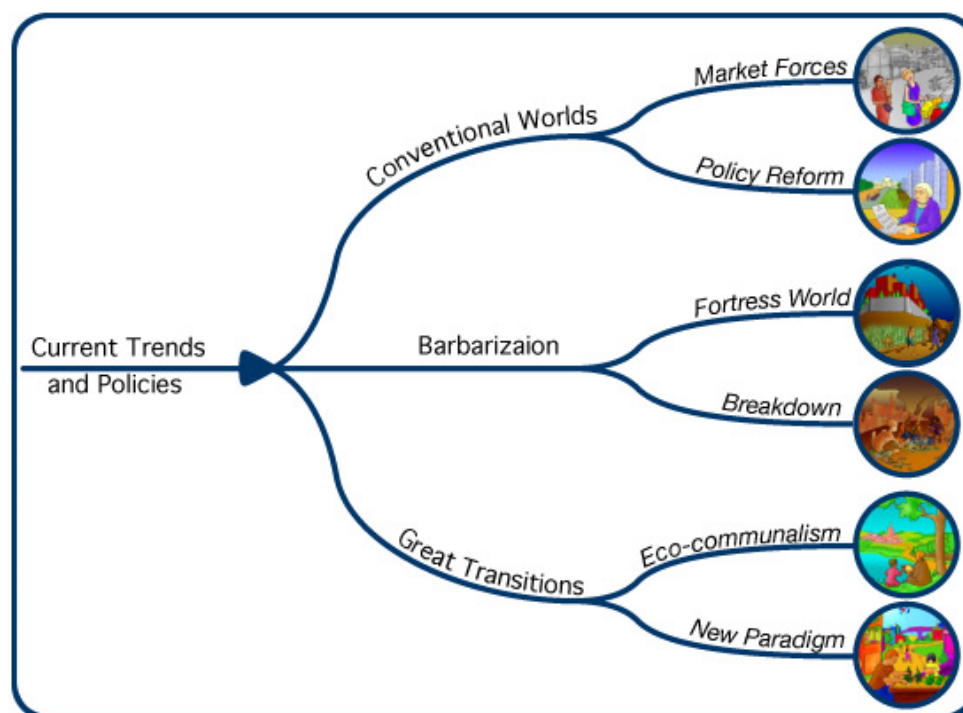 Market Forces
Conventional Worlds
Policy Reform
Fortress World
Current Trends
and Policies
Barbarizaion
Breakdown
Eco-communalism
Great Transitions
New Paradigm